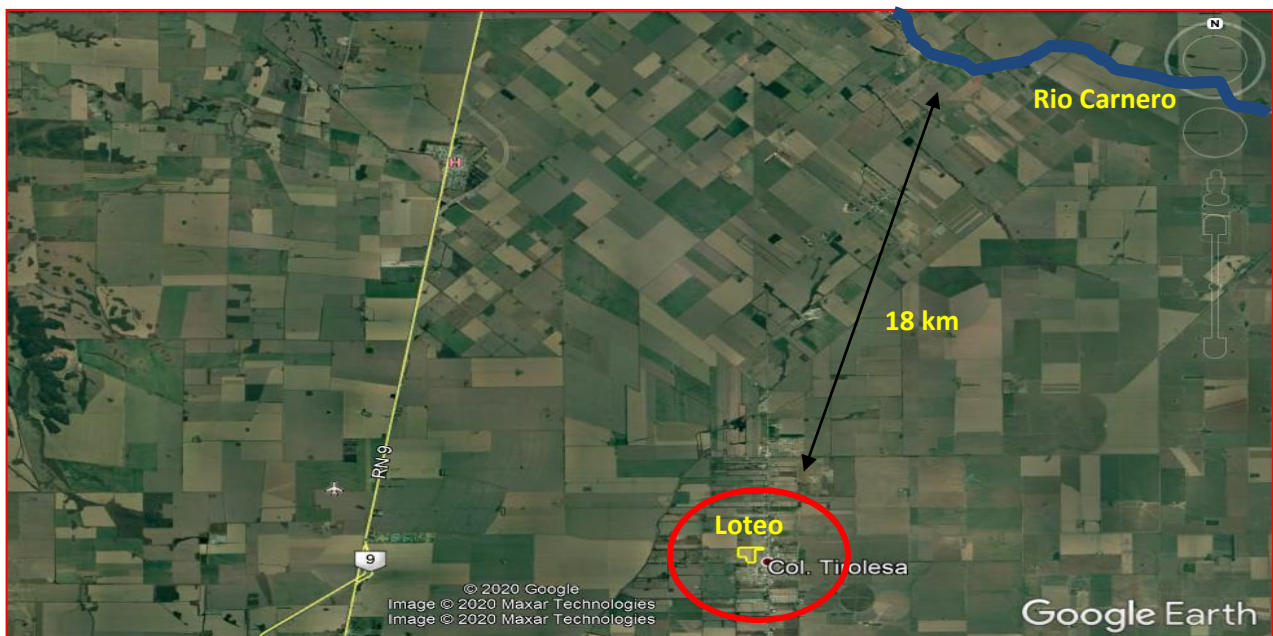 N
Rio Carnero
H
18 km
RN-9
Loteo
9
Col. Tirolesa
© 2020 Google
Image © 2020 Maxar Technologies
Image © 2020 Maxar Technologies
Google Earth